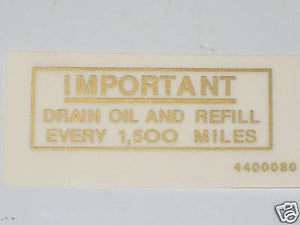 IMPORTANT
DRAIN OIL AND REFILL
EVERY 1,500 MILES
4400080